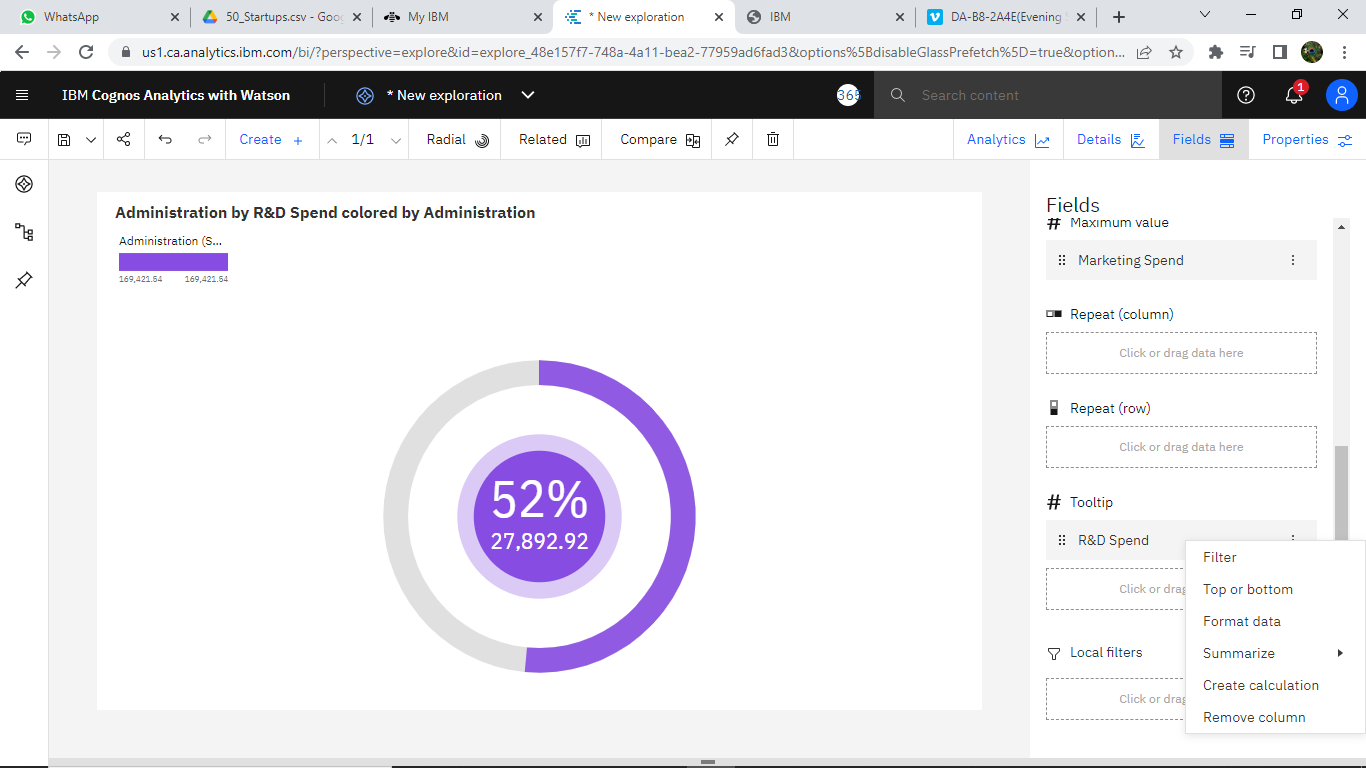 WhatsApp
50_Startups.csv - Goo
My IBM
* New exploration
IBM
DA-B8-2A4E(Evening
us1.ca.analytics.ibm.com/bi/?perspective=explore&id=explore_48e157f7-748a-4a11-bea2-77959ad6fad3&options%5BdisableGlassPrefetch%5D=true&option...
IBM Cognos Analytics with Watson
* New exploration
365
Search content
1
Create +
1/1
Radial
Related
Compare
Analytics
Details
Fields
Properties
Administration by R&D Spend colored by Administration
Administration (S...
169,421.54 169,421.54
52%
27,892.92
Fields
Maximum value
Marketing Spend
Repeat (column)
Click or drag data here
Repeat (row)
Click or drag data here
Tooltip
R&D Spend
Click or drag
Local filters
Click or drag
Filter
Top or bottom
Format data
Summarize
Create calculation
Remove column